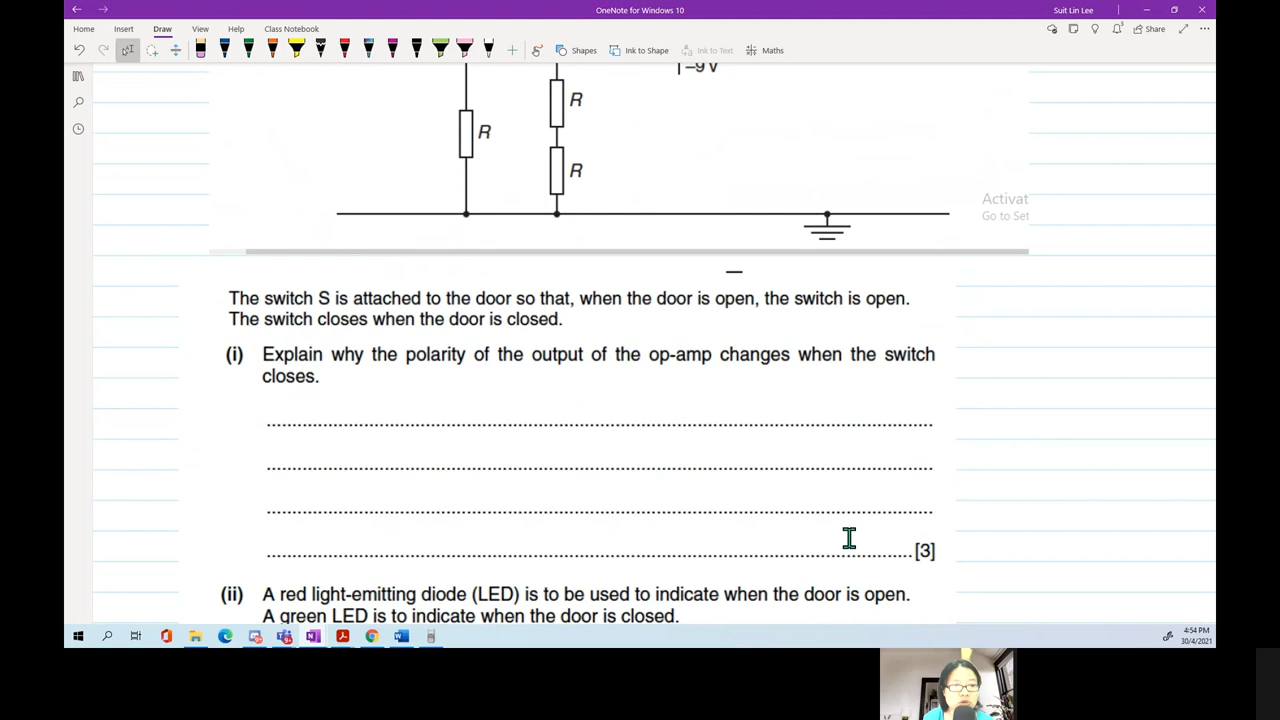 OneNote for Windows 10
Suit Lin Lee
Home Insert Draw View Help Class Notebook
Share
Shapes Ink to Shape Ink to Text Maths
–9 V
R
R
R
Activat
Go to Set
The switch S is attached to the door so that, when the door is open, the switch is open.
The switch closes when the door is closed.
(i) Explain why the polarity of the output of the op-amp changes when the switch
closes.
[3]
(ii) A red light-emitting diode (LED) is to be used to indicate when the door is open.
A green LED is to indicate when the door is closed.
4:54 PM
30/4/2021